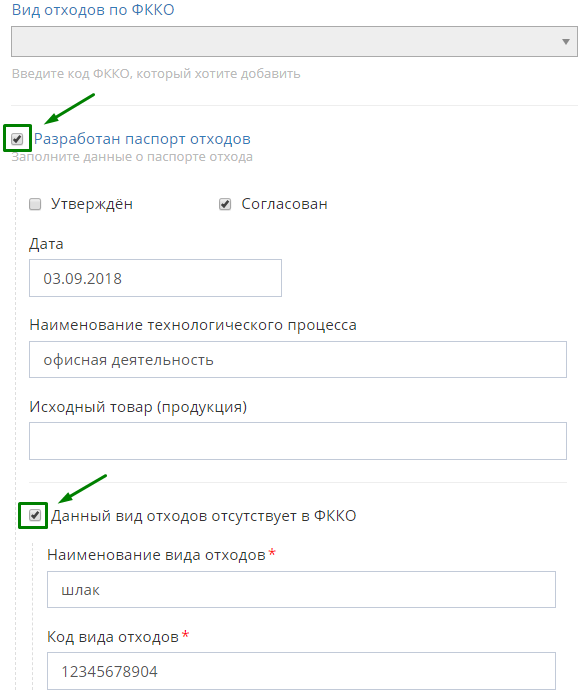 Вид отходов по ФККО
Введите код ФККО, который хотите добавить
Разработан паспорт отходов
Заполните данные о паспорте отхода
Утверждён Согласован
Дата
03.09.2018
Наименование технологического процесса
офисная деятельность
Исходный товар (продукция)
Данный вид отходов отсутствует в ФККО
Наименование вида отходов*
шлак
Код вида отходов*
12345678904